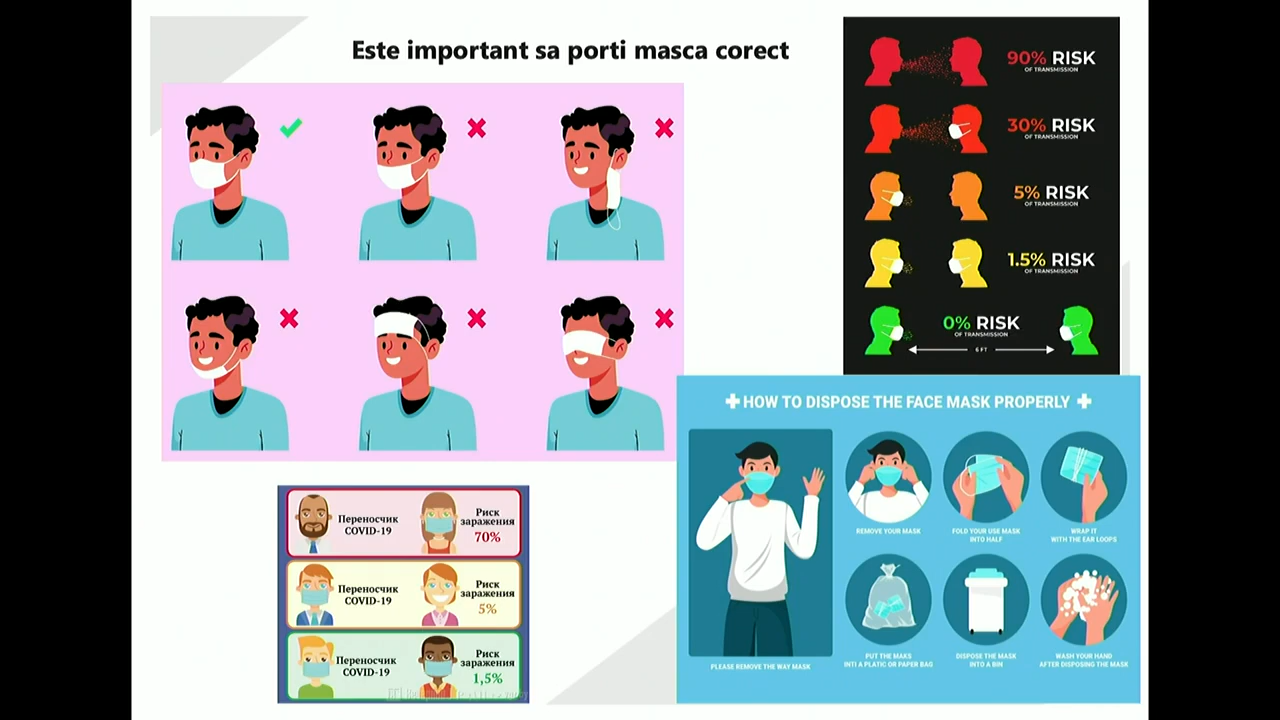 Este important sa porti masca corect
90% RISK
OF TRANSMISSION
30% RISK
OF TRANSMISSION
5% RISK
OF TRANSMISSION
1.5% RISK
OF TRANSMISSION
0% RISK
OF TRANSMISSION
6 FT
HOW TO DISPOSE THE FACE MASK PROPERLY
REMOVE YOUR MASK
FOLD YOUR USE MASK
INTO HALF
WRAP IT
WITH THE EAR LOOPS
PLEASE REMOVE THE WAY MASK
PUT THE MAKS
INTI A PLATIC OR PAPER BAG
DISPOSE THE MASK
INTO A BIN
WASH YOUR HAND
AFTER DISPOSING THE MASK
Переносчик
COVID-19
Риск
заражения
70%
Переносчик
COVID-19
Риск
заражения
5%
Переносчик
COVID-19
Риск
заражения
1,5%